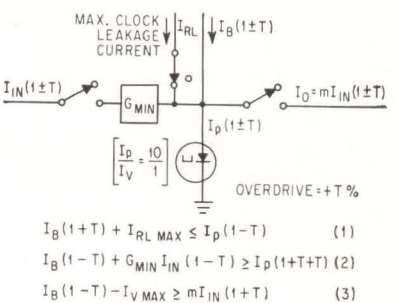 MAX. CLOCK
LEAKAGE
CURRENT
I_RL
I_B(1±T)
I_IN(1±T)
G_MIN
I_O=mI_IN(1±T)
I_p(1±T)
[I_p/I_V = 10/1]
OVERDRIVE=+T%
I_B(1+T) + I_RL MAX ≤ I_p(1-T) (1)
I_B(1-T) + G_MIN I_IN (1-T) ≥ I_p(1+T+T) (2)
I_B(1-T)-I_V MAX ≥ mI_IN(1+T) (3)